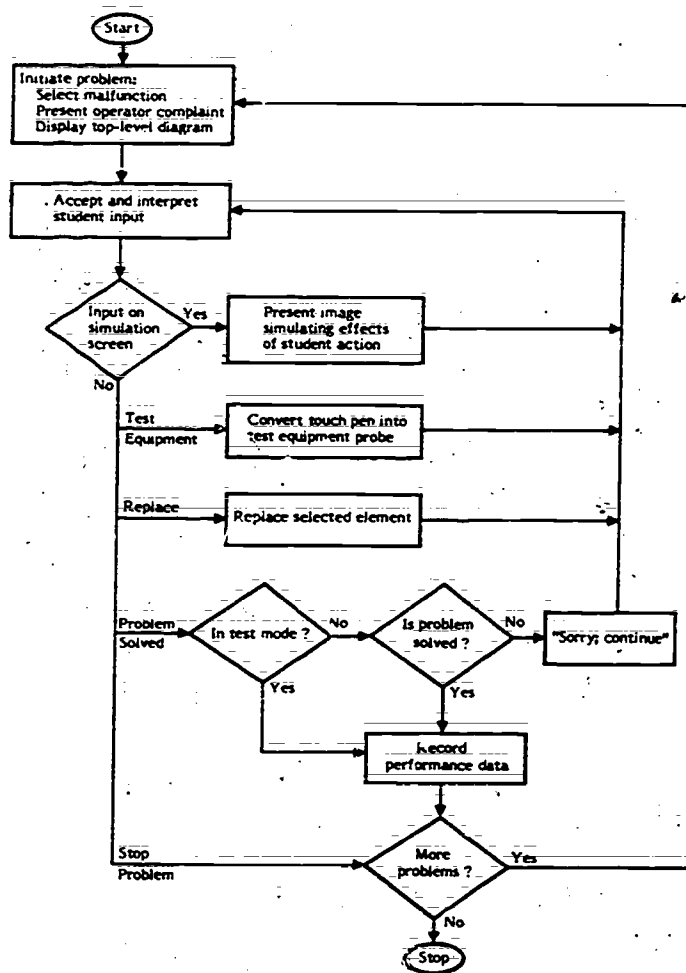 Start
Initiate problem:
Select malfunction
Present operator complaint
Display top-level diagram
Accept and interpret
student input
Input on
simulation
screen
Yes
Present image
simulating effects
of student action
No
Test
Equipment
Convert touch pen into
test equipment probe
Replace
Replace selected element
Problem
Solved
In test mode ?
No
Is problem
solved ?
No
"Sorry; continue"
Yes
Yes
Record
performance data
Stop
Problem
More
problems ?
Yes
No
Stop